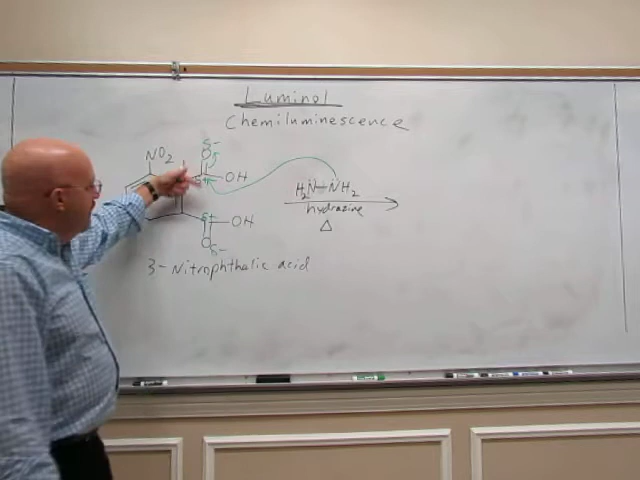 Luminol
Chemiluminescence
NO2
δ-
O
δ+
OH
H2N-NH2
hydrazine
Δ
δ+
OH
O
δ-
3-Nitrophthalic acid